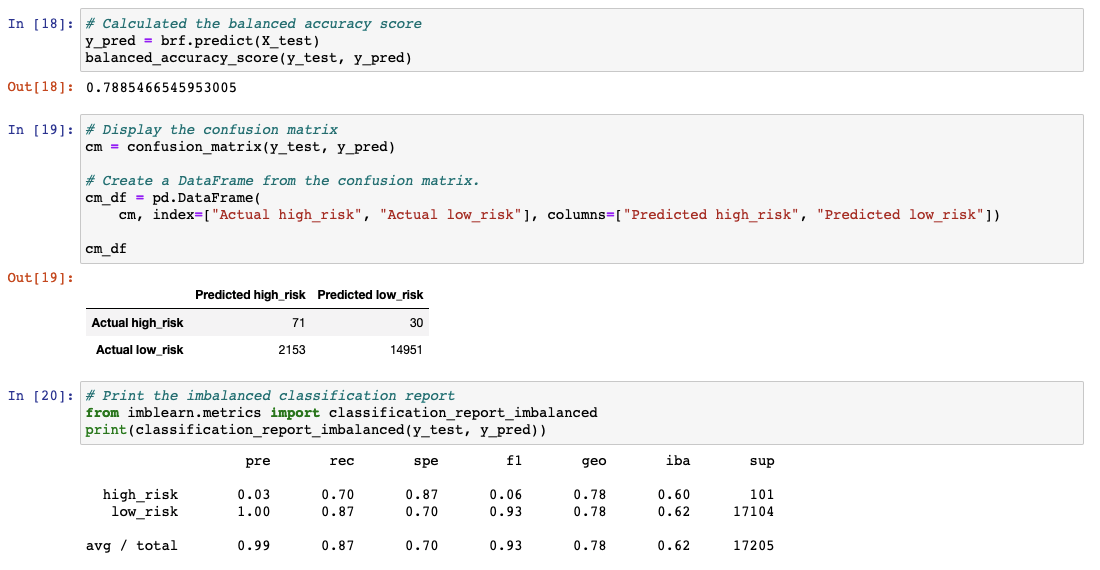 In [18]: # Calculated the balanced accuracy score
y_pred = brf.predict(X_test)
balanced_accuracy_score(y_test, y_pred)
Out[18]: 0.7885466545953005
In [19]: # Display the confusion matrix
cm = confusion_matrix(y_test, y_pred)
# Create a DataFrame from the confusion matrix.
cm_df = pd.DataFrame(
cm, index=["Actual high_risk", "Actual low_risk"], columns=["Predicted high_risk", "Predicted low_risk"])
cm_df
Out[19]:
Predicted high_risk Predicted low_risk
Actual high_risk 71 30
Actual low_risk 2153 14951
In [20]: # Print the imbalanced classification report
from imblearn.metrics import classification_report_imbalanced
print(classification_report_imbalanced(y_test, y_pred))
pre rec spe f1 geo iba sup
high_risk 0.03 0.70 0.87 0.06 0.78 0.60 101
low_risk 1.00 0.87 0.70 0.93 0.78 0.62 17104
avg / total 0.99 0.87 0.70 0.93 0.78 0.62 17205